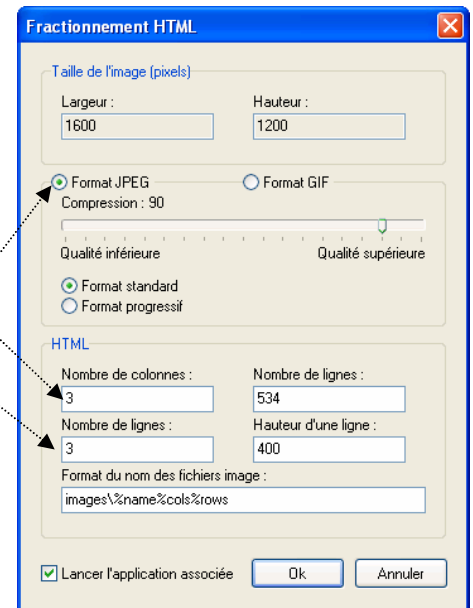 Fractionnement HTML
Taille de l'image (pixels)
Largeur : Hauteur :
1600 1200
Format JPEG Format GIF
Compression : 90
Qualité inférieure Qualité supérieure
Format standard
Format progressif
HTML
Nombre de colonnes : Nombre de lignes :
3 534
Nombre de lignes : Hauteur d'une ligne :
3 400
Format du nom des fichiers image :
images\%name%cols%rows
Lancer l'application associée Ok Annuler